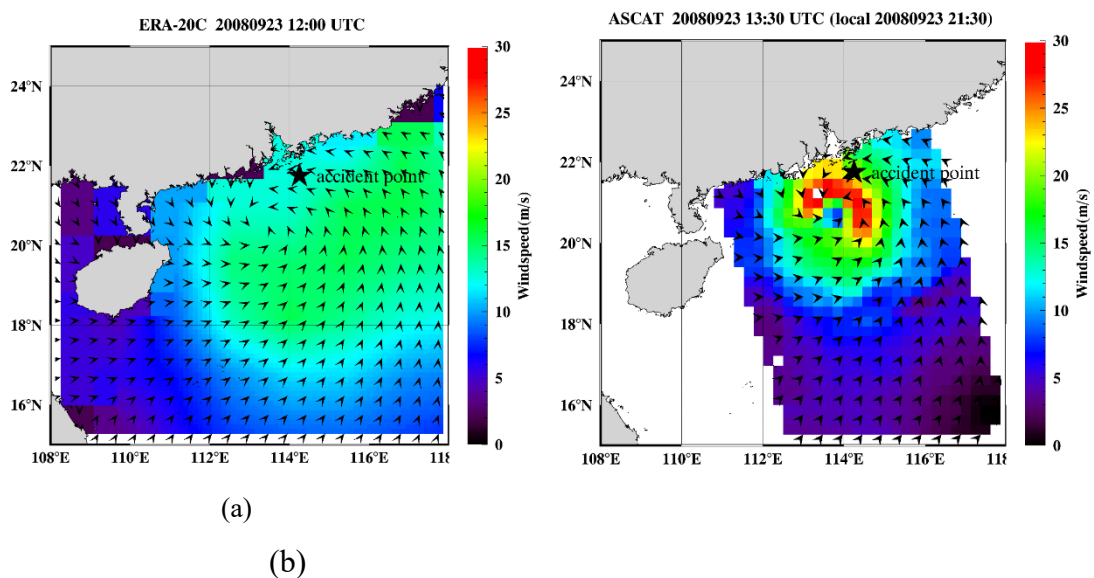 ERA-20C 20080923 12:00 UTC
24°N
22°N
20°N
18°N
16°N
108°E 110°E 112°E 114°E 116°E 118
accident point
30
25
20
15
10
5
0
Windspeed(m/s)
ASCAT 20080923 13:30 UTC (local 20080923 21:30)
24°N
22°N
20°N
18°N
16°N
108°E 110°E 112°E 114°E 116°E 118
accident point
30
25
20
15
10
5
0
Windspeed(m/s)
(a)
(b)